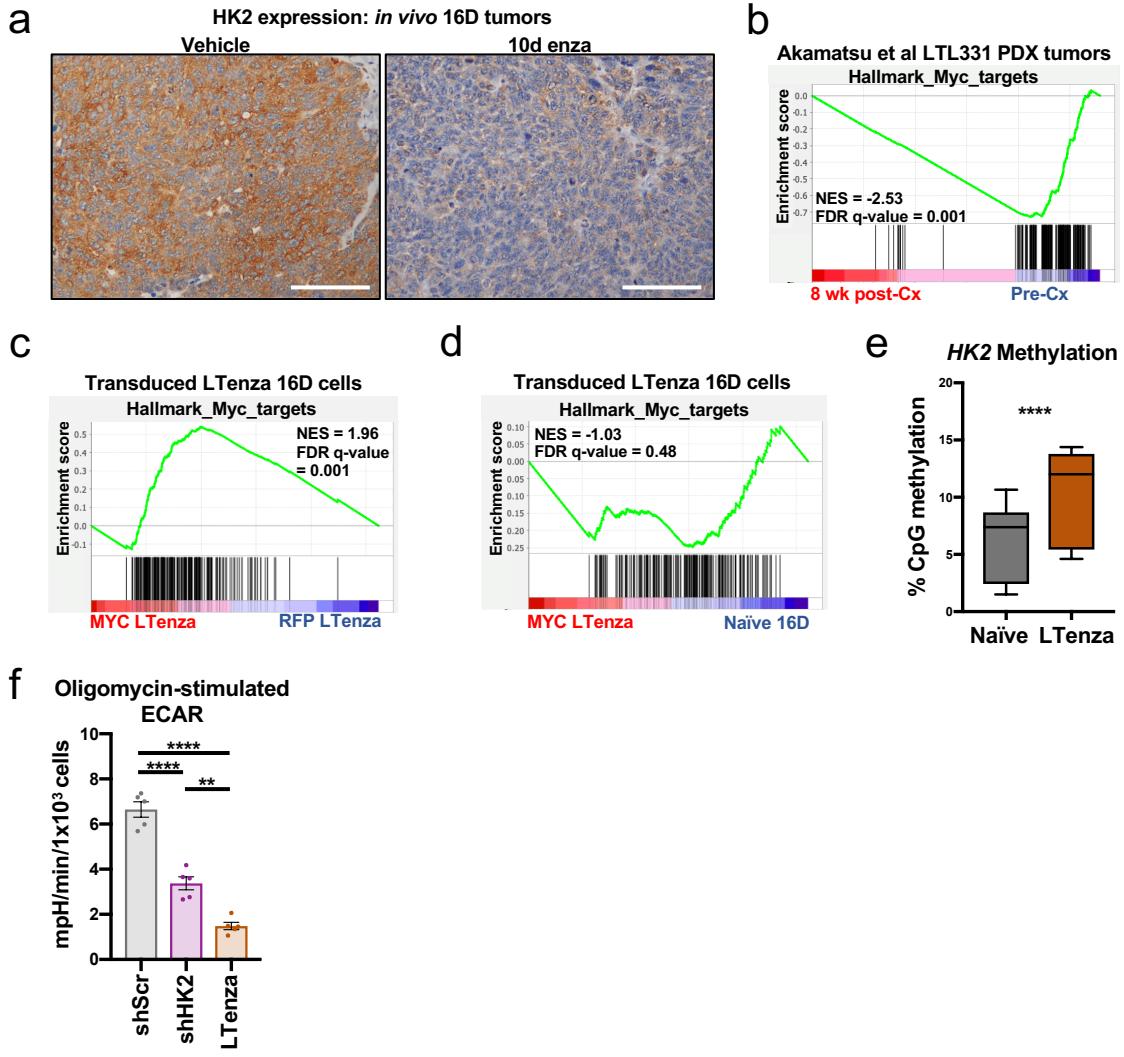 a
HK2 expression: in vivo 16D tumors
Vehicle
10d enza
b
Akamatsu et al LTL331 PDX tumors
Hallmark_Myc_targets
Enrichment score
0.0
-0.1
-0.2
-0.3
-0.4
-0.5
-0.6
-0.7
NES = -2.53
FDR q-value = 0.001
8 wk post-Cx
Pre-Cx
c
Transduced LTenza 16D cells
Hallmark_Myc_targets
Enrichment score
0.5
0.4
0.3
0.2
0.1
0.0
-0.1
NES = 1.96
FDR q-value
= 0.001
MYC LTenza
RFP LTenza
d
Transduced LTenza 16D cells
Hallmark_Myc_targets
Enrichment score
0.10
0.05
0.00
0.05
0.10
0.15
0.20
0.25
NES = -1.03
FDR q-value = 0.48
MYC LTenza
Naïve 16D
e
HK2 Methylation
% CpG methylation
20
15
10
5
0
****
Naïve
LTenza
f
Oligomycin-stimulated
ECAR
mpH/min/1x10³ cells
10
8
6
4
2
0
****
****
**
shScr
shHK2
LTenza